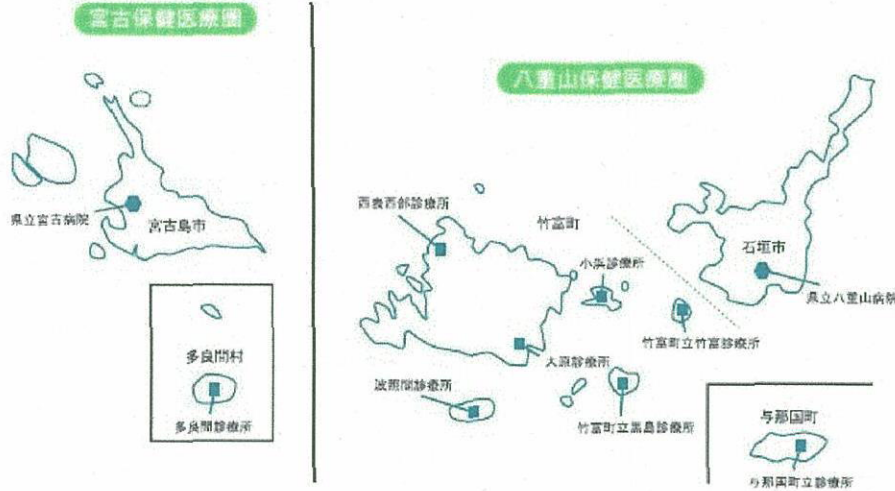 宮古保健医療圏
県立宮古病院
宮古島市
多良間村
多良間診療所
八重山保健医療圏
西表西部診療所
竹富町
小浜診療所
石垣市
県立八重山病院
竹富町立竹富診療所
大原診療所
波照間診療所
竹富町立黒島診療所
与那国町
与那国町立診療所